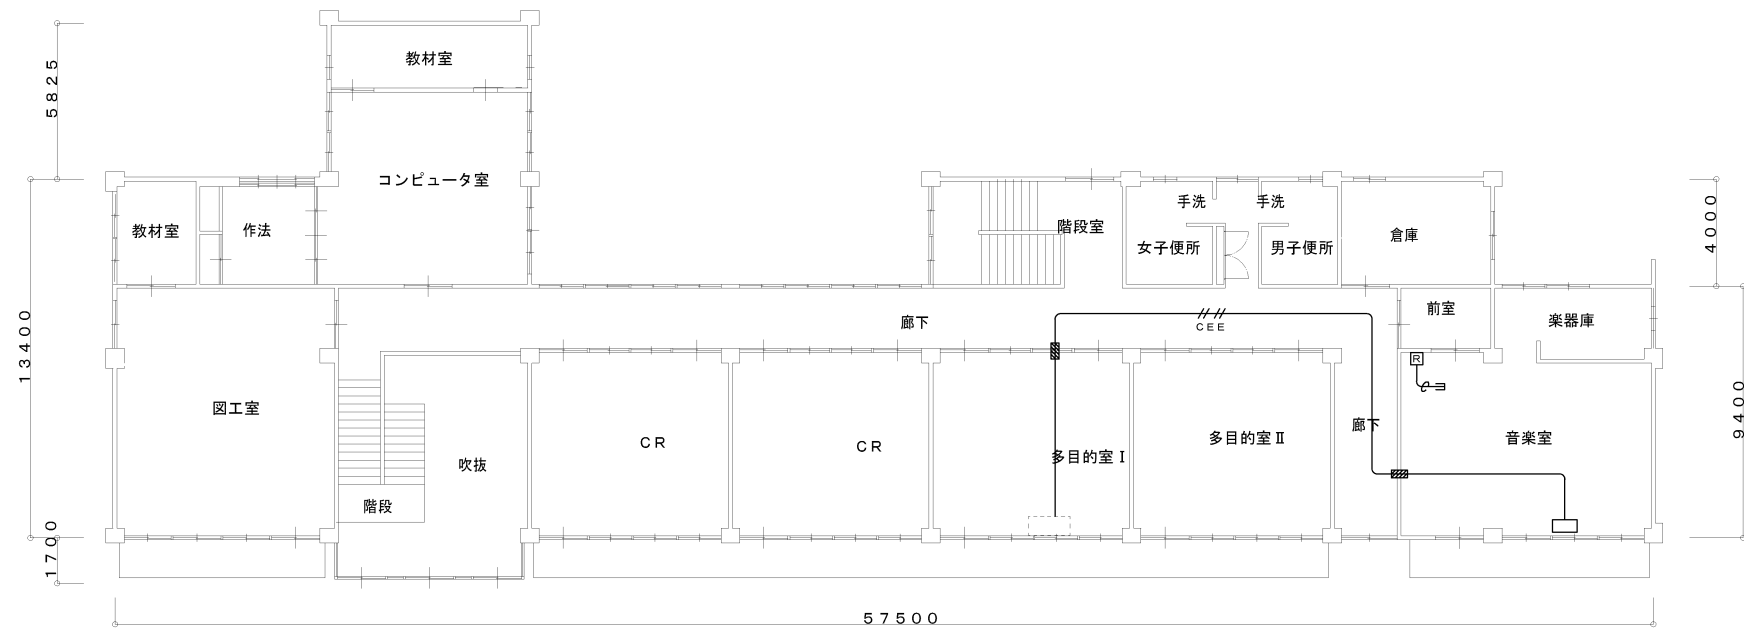 教材室
5825
コンピュータ室
教材室
作法
階段室
手洗
手洗
女子便所
男子便所
倉庫
4000
廊下
CEE
前室
楽器庫
13400
R
図工室
CR
CR
多目的室Ⅰ
多目的室Ⅱ
廊下
音楽室
9400
吹抜
階段
1700
57500